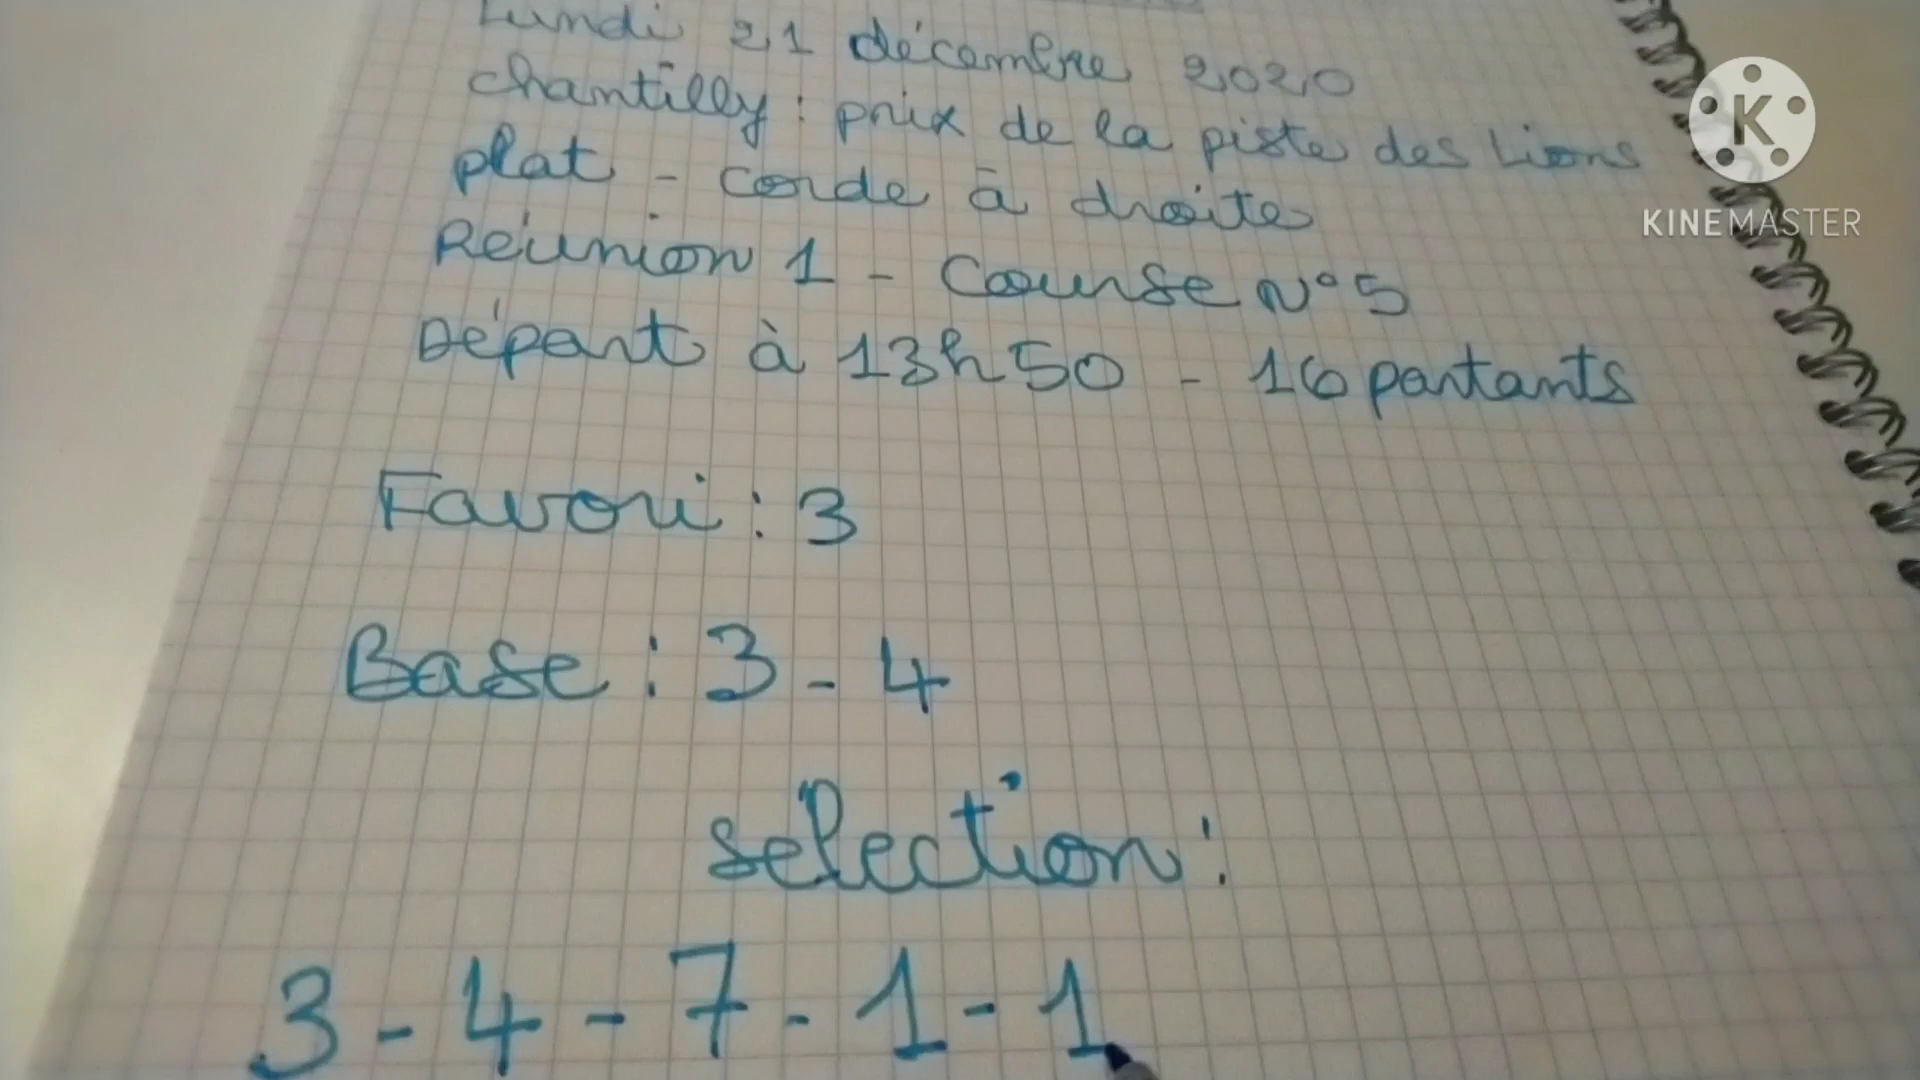 Lundi 21 décembre 2020
chantilly : prix de la piste des Lions
plat - corde à droite
Réunion 1 - Course N°5
Départ à 13h50 - 16 partants
Favori : 3
Base : 3 - 4
Sélection :
3 - 4 - 7 - 1 - 1
K
KINEMASTER